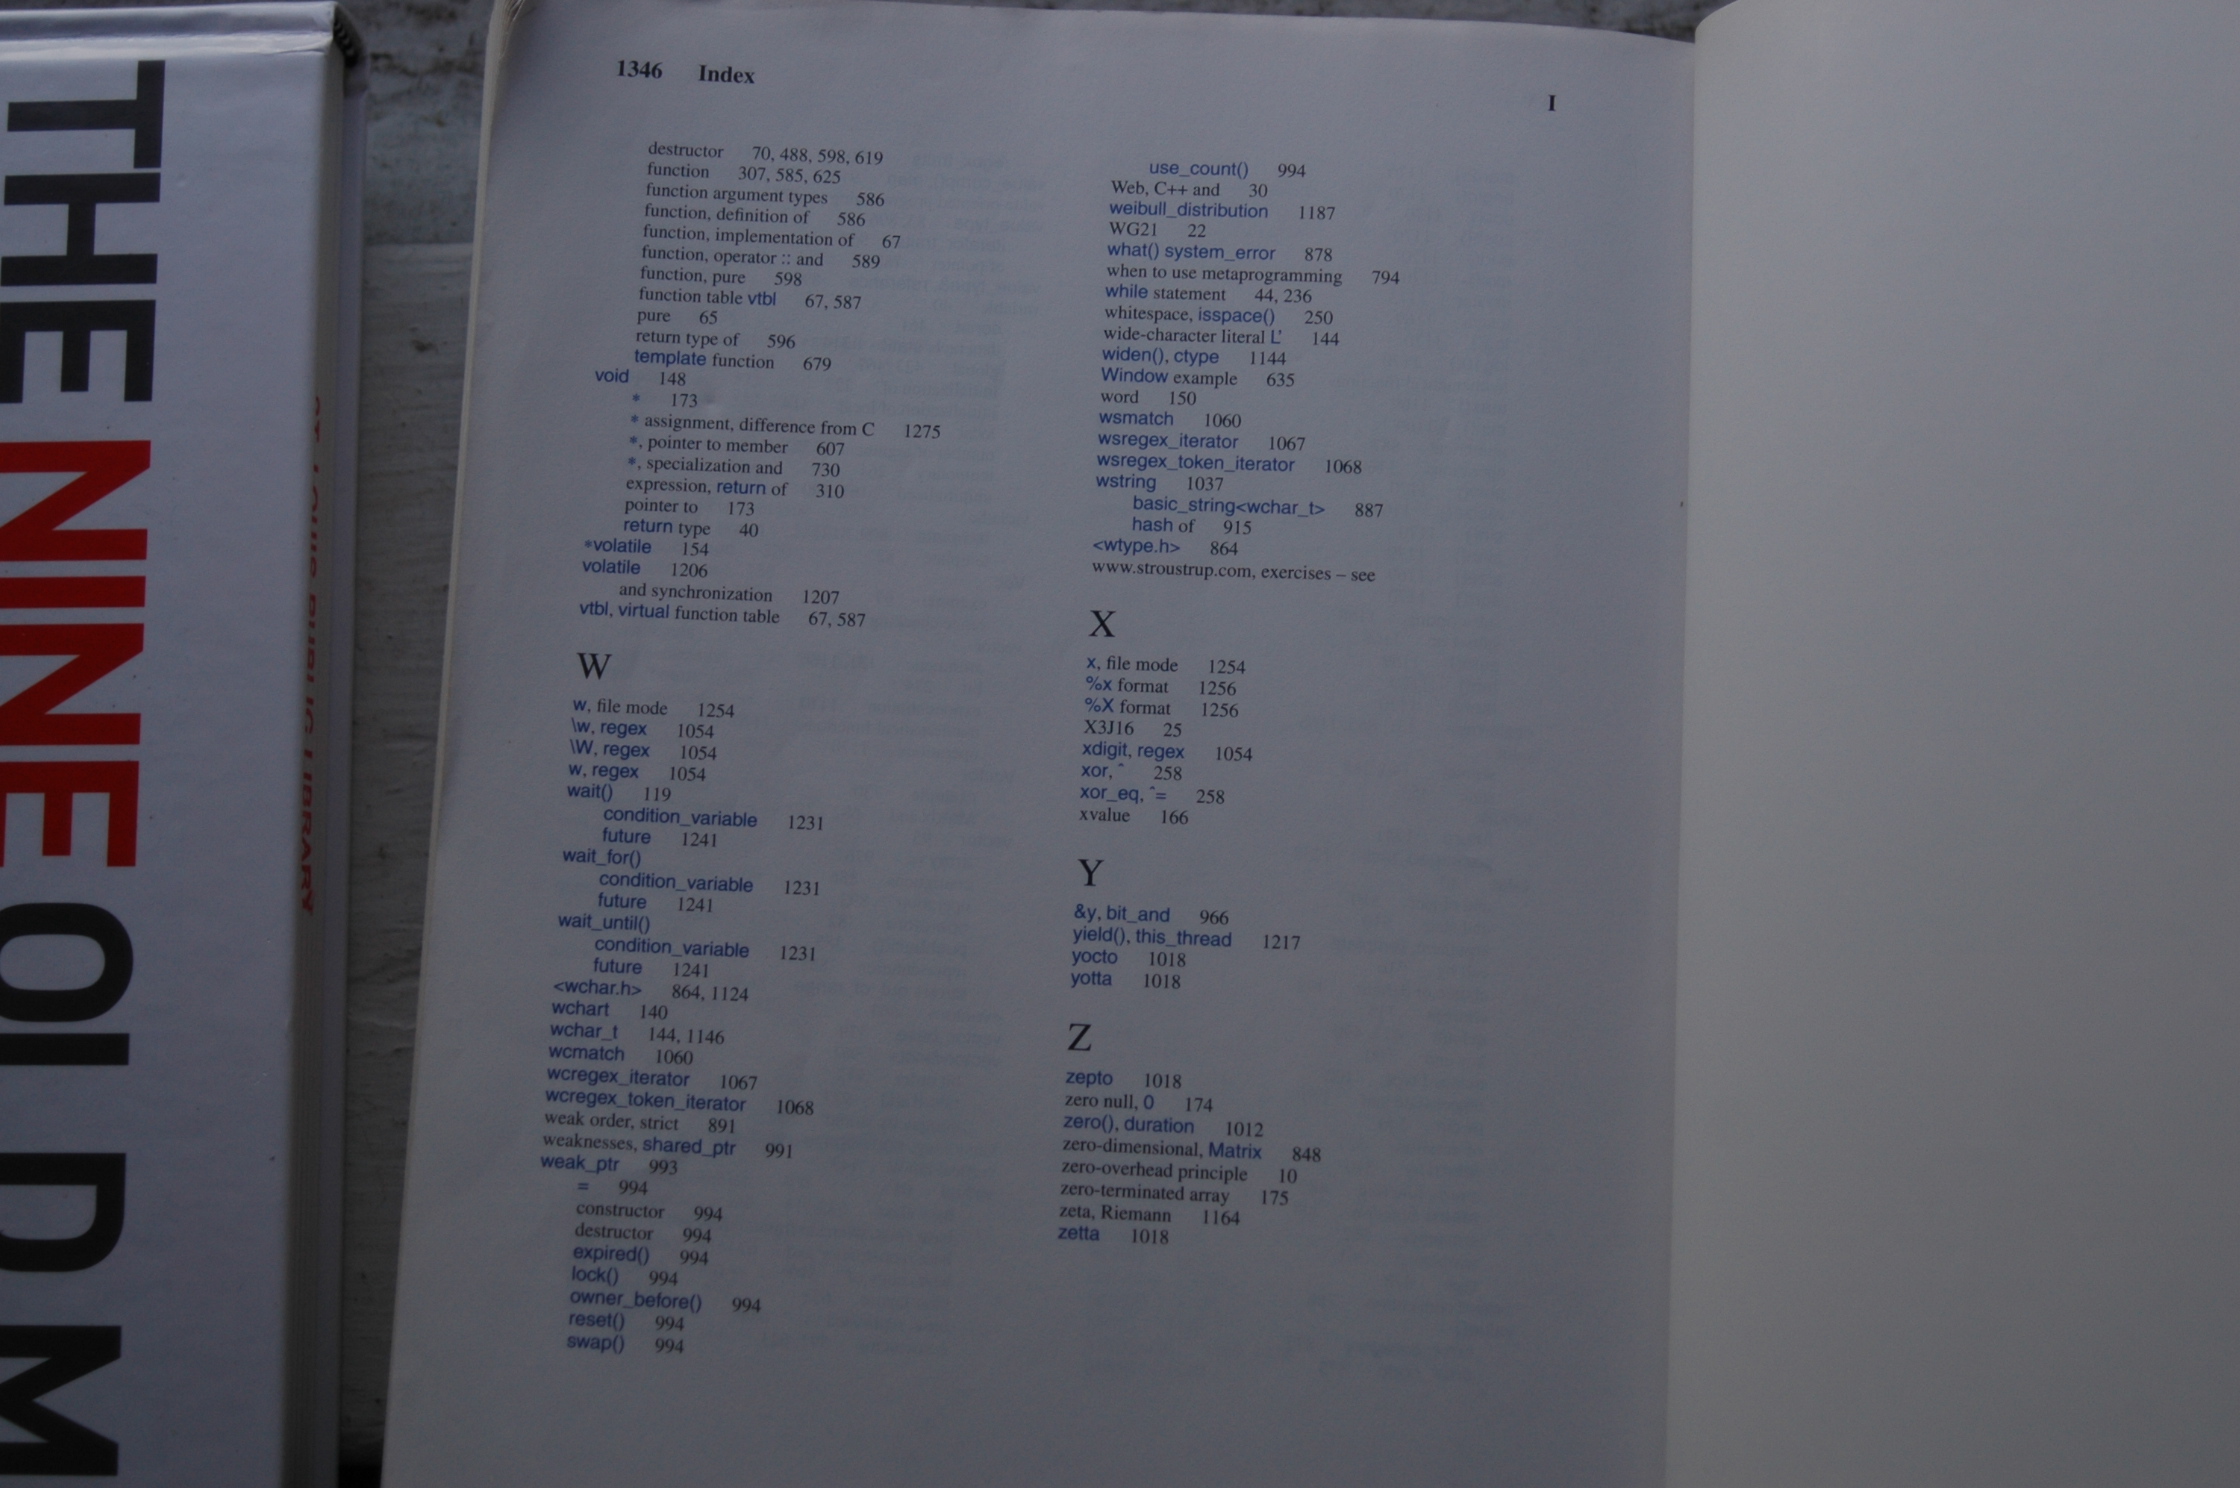 THE NINE OLD M
ST. LOUIS PUBLIC LIBRARY
1346 Index
I
destructor 70, 488, 598, 619
function 307, 585, 625
function argument types 586
function, definition of 586
function, implementation of 67
function, operator :: and 589
function, pure 598
function table vtbl 67, 587
pure 65
return type of 596
template function 679
void 148
* 173
* assignment, difference from C 1275
*, pointer to member 607
*, specialization and 730
expression, return of 310
pointer to 173
return type 40
*volatile 154
volatile 1206
and synchronization 1207
vtbl, virtual function table 67, 587
W
w, file mode 1254
\w, regex 1054
\W, regex 1054
w, regex 1054
wait() 119
condition_variable 1231
future 1241
wait_for()
condition_variable 1231
future 1241
wait_until()
condition_variable 1231
future 1241
<wchar.h> 864, 1124
wchart 140
wchar_t 144, 1146
wcmatch 1060
wcregex_iterator 1067
wcregex_token_iterator 1068
weak order, strict 891
weaknesses, shared_ptr 991
weak_ptr 993
= 994
constructor 994
destructor 994
expired() 994
lock() 994
owner_before() 994
reset() 994
swap() 994
use_count() 994
Web, C++ and 30
weibull_distribution 1187
WG21 22
what() system_error 878
when to use metaprogramming 794
while statement 44, 236
whitespace, isspace() 250
wide-character literal L' 144
widen(), ctype 1144
Window example 635
word 150
wsmatch 1060
wsregex_iterator 1067
wsregex_token_iterator 1068
wstring 1037
basic_string<wchar_t> 887
hash of 915
<wtype.h> 864
www.stroustrup.com, exercises – see
X
x, file mode 1254
%x format 1256
%X format 1256
X3J16 25
xdigit, regex 1054
xor, ^ 258
xor_eq, ^= 258
xvalue 166
Y
&y, bit_and 966
yield(), this_thread 1217
yocto 1018
yotta 1018
Z
zepto 1018
zero null, 0 174
zero(), duration 1012
zero-dimensional, Matrix 848
zero-overhead principle 10
zero-terminated array 175
zeta, Riemann 1164
zetta 1018